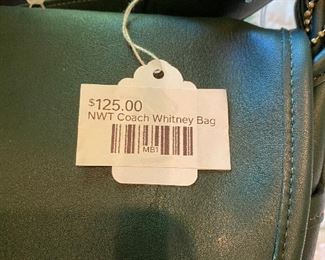 $125.00
NWT Coach Whitney Bag
MB1